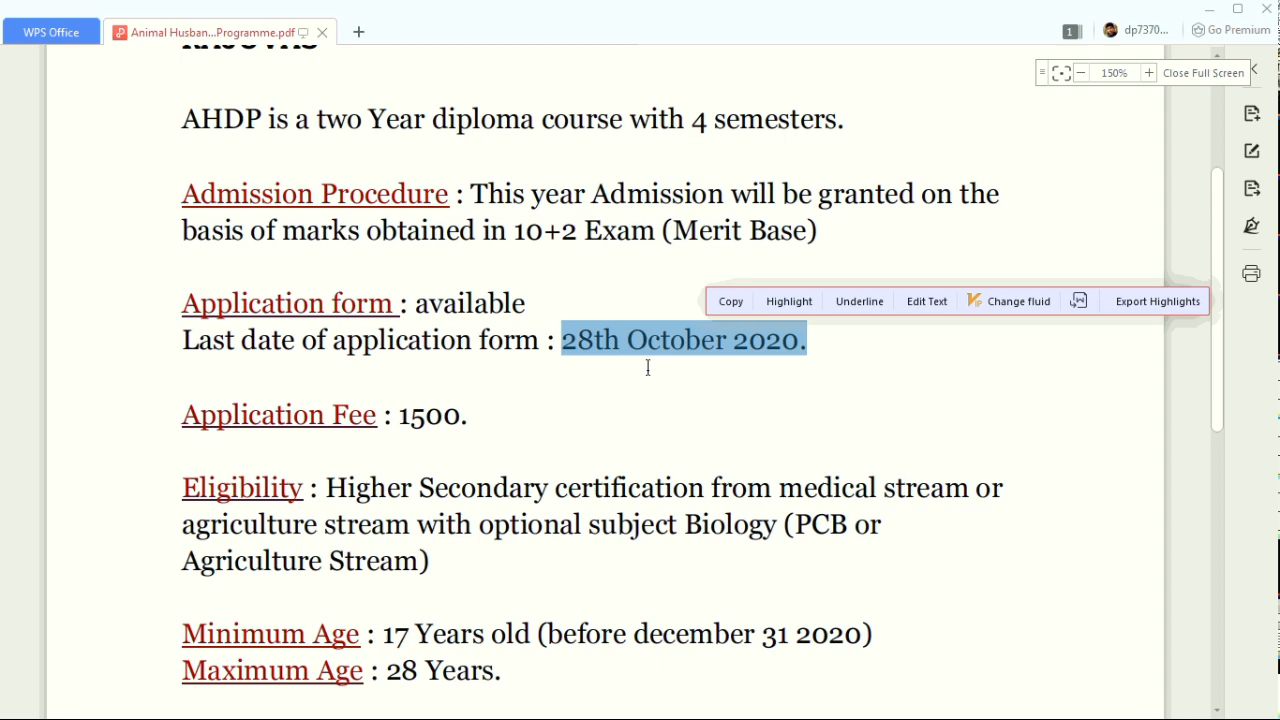 WPS Office
Animal Husban...Programme.pdf
1
dp7370...
Go Premium
150%
Close Full Screen
AHDP is a two Year diploma course with 4 semesters.
Admission Procedure : This year Admission will be granted on the
basis of marks obtained in 10+2 Exam (Merit Base)
Application form : available
Copy Highlight Underline Edit Text Change fluid Export Highlights
Last date of application form : 28th October 2020.
Application Fee : 1500.
Eligibility : Higher Secondary certification from medical stream or
agriculture stream with optional subject Biology (PCB or
Agriculture Stream)
Minimum Age : 17 Years old (before december 31 2020)
Maximum Age : 28 Years.